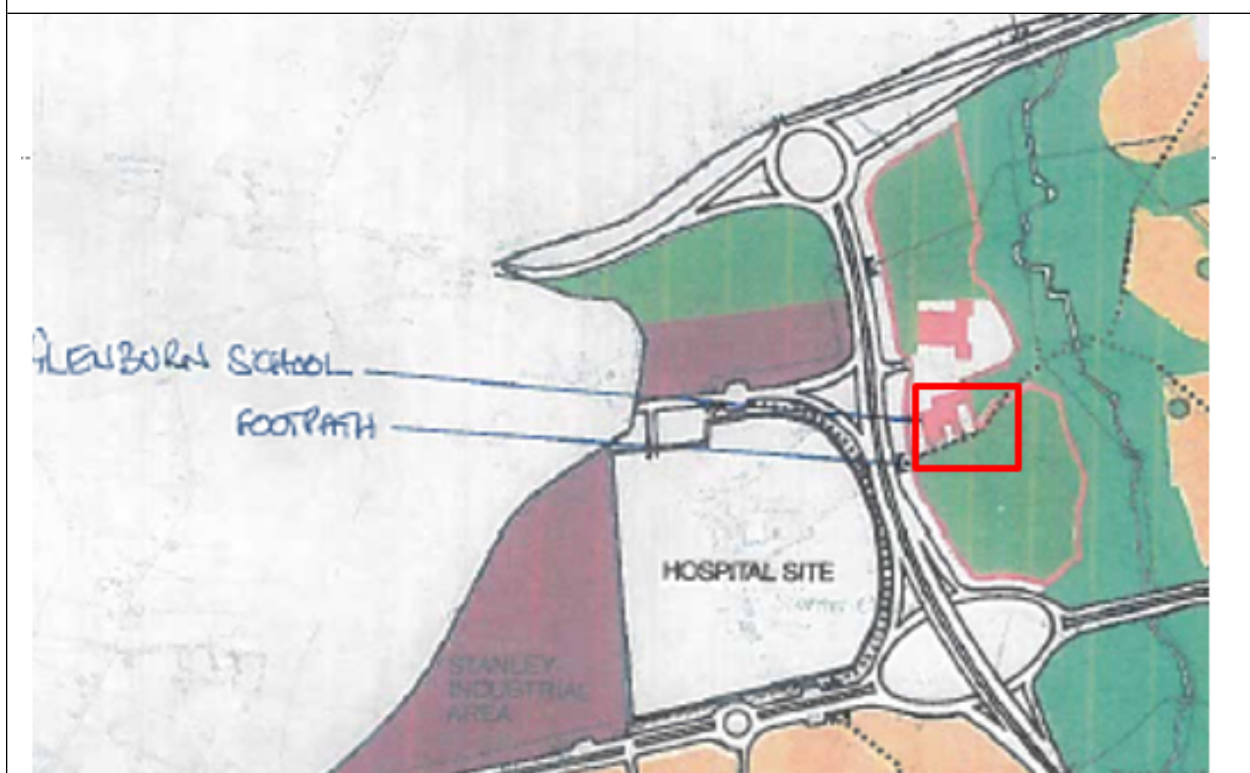 GLENBURN SCHOOL
FOOTPATH
HOSPITAL SITE
STANLEY
INDUSTRIAL
AREA